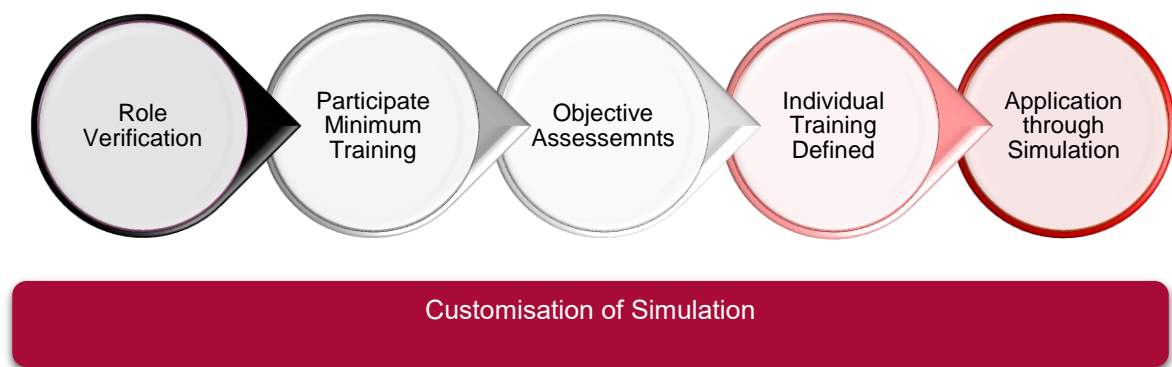 Role
Verification
Participate
Minimum
Training
Objective
Assessemnts
Individual
Training
Defined
Application
through
Simulation
Customisation of Simulation